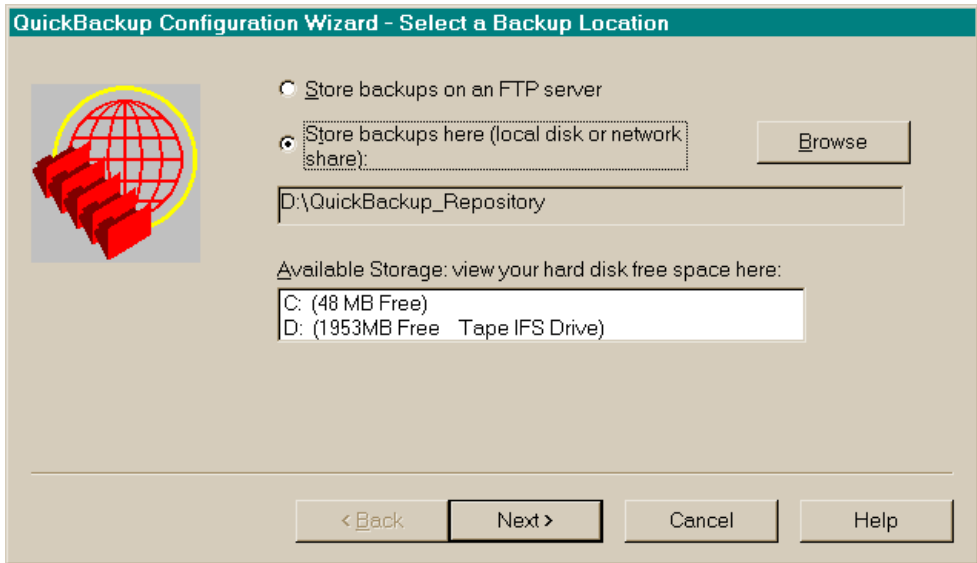 QuickBackup Configuration Wizard - Select a Backup Location
Store backups on an FTP server
Store backups here (local disk or network
share):
Browse
D:\QuickBackup_Repository
Available Storage: view your hard disk free space here:
C: (48 MB Free)
D: (1953MB Free Tape IFS Drive)
< Back
Next >
Cancel
Help